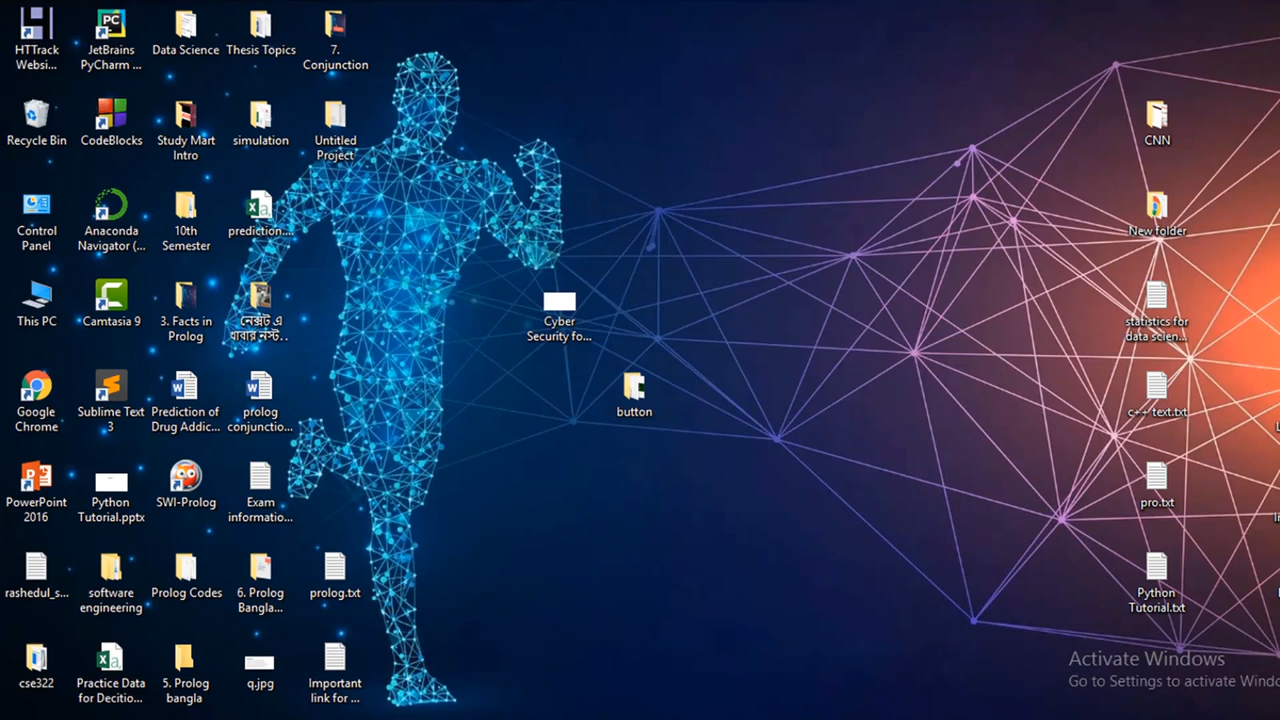 HTTrack
Websi...
JetBrains
PyCharm ...
Data Science
Thesis Topics
7.
Conjunction
Recycle Bin
CodeBlocks
Study Mart
Intro
simulation
Untitled
Project
CNN
Control
Panel
Anaconda
Navigator (...
10th
Semester
prediction....
New folder
This PC
Camtasia 9
3. Facts in
Prolog
নেক্সট এ
Cyber
Security fo...
statistics for
data scien...
Google
Chrome
Sublime Text
3
Prediction of
Drug Addic...
prolog
conjunctio...
button
c++ text.txt
PowerPoint
2016
Python
Tutorial.pptx
SWI-Prolog
Exam
informatio...
pro.txt
rashedul_s...
software
engineering
Prolog Codes
6. Prolog
Bangla...
prolog.txt
Python
Tutorial.txt
cse322
Practice Data
for Decitio...
5. Prolog
bangla
q.jpg
Important
link for ...
Activate Windows
Go to Settings to activate Windo